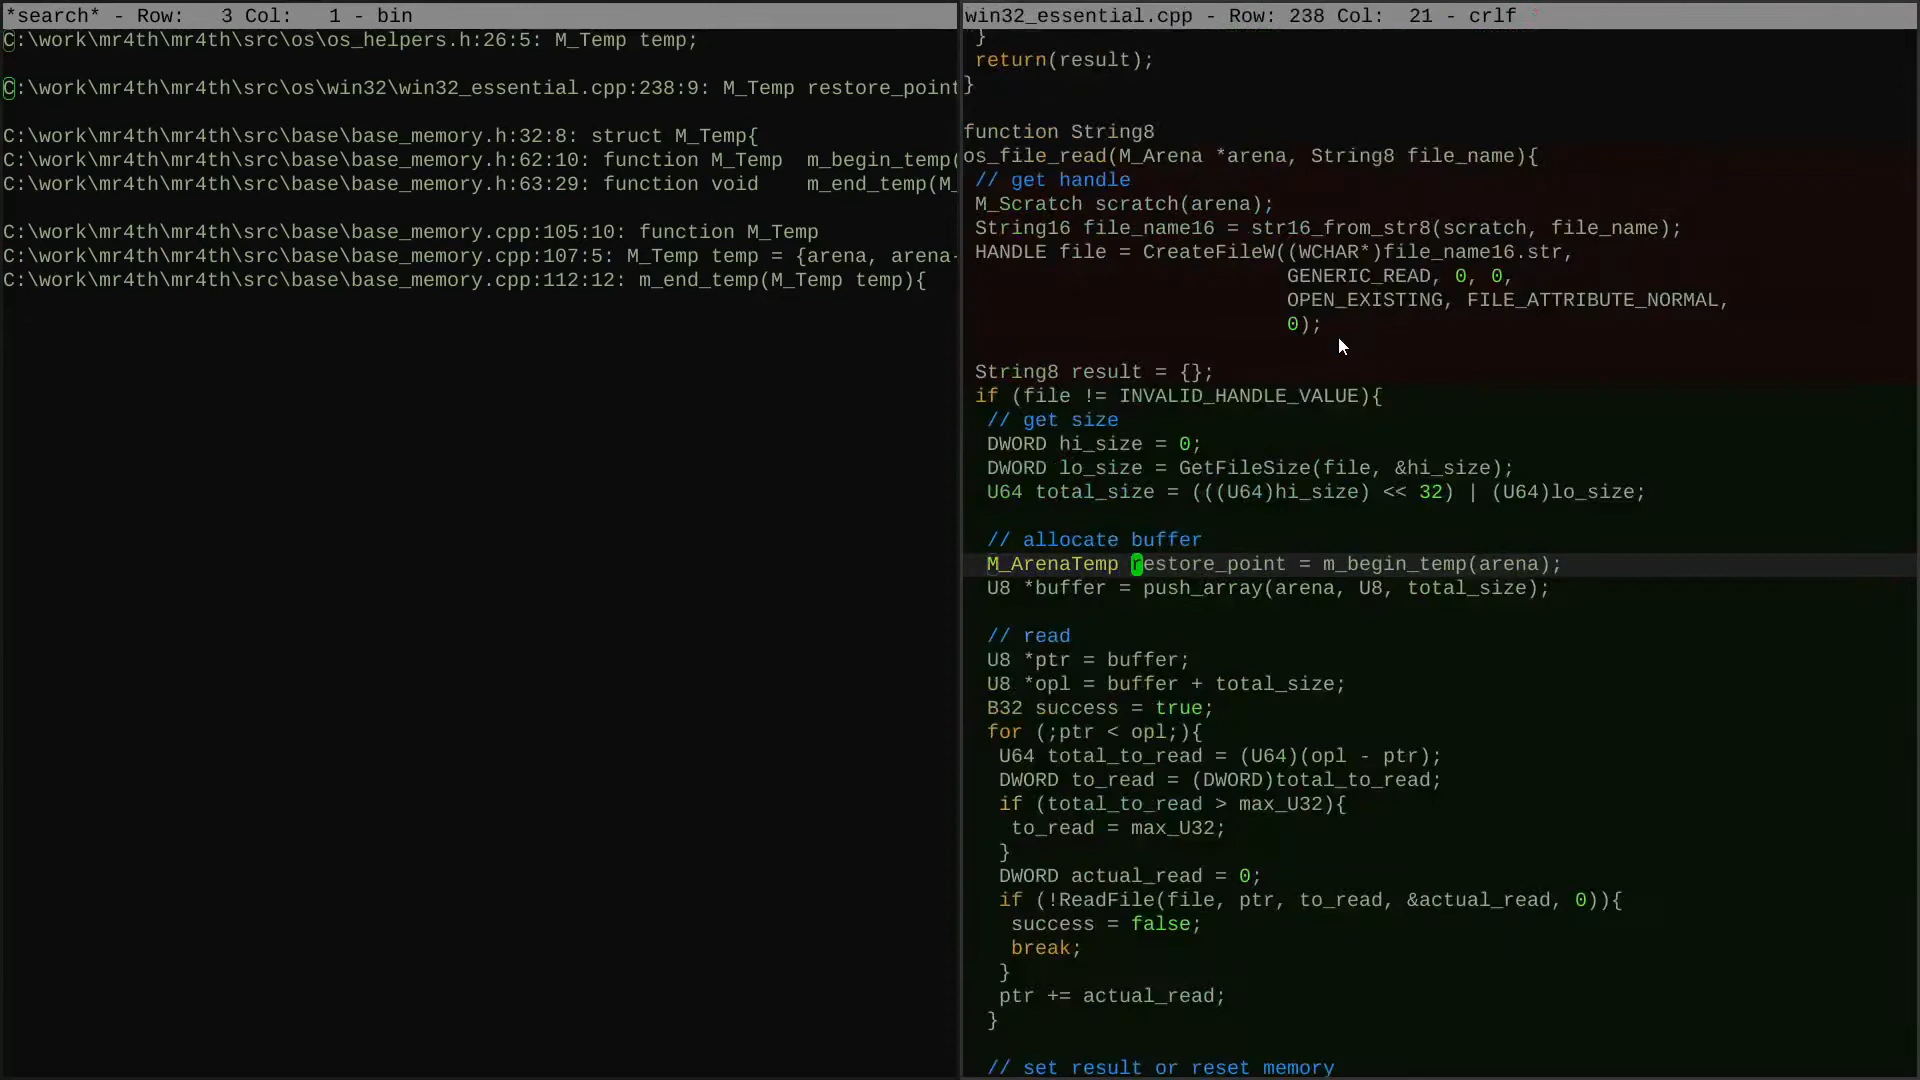 *search* - Row:   3 Col:   1 - bin
C:\work\mr4th\mr4th\src\os\os_helpers.h:26:5: M_Temp temp;
C:\work\mr4th\mr4th\src\os\win32\win32_essential.cpp:238:9: M_Temp restore_point
C:\work\mr4th\mr4th\src\base\base_memory.h:32:8: struct M_Temp{
C:\work\mr4th\mr4th\src\base\base_memory.h:62:10: function M_Temp  m_begin_temp(
C:\work\mr4th\mr4th\src\base\base_memory.h:63:29: function void    m_end_temp(M_
C:\work\mr4th\mr4th\src\base\base_memory.cpp:105:10: function M_Temp
C:\work\mr4th\mr4th\src\base\base_memory.cpp:107:5: M_Temp temp = {arena, arena-
C:\work\mr4th\mr4th\src\base\base_memory.cpp:112:12: m_end_temp(M_Temp temp){
win32_essential.cpp - Row: 238 Col:  21 - crlf
}
return(result);
}
function String8
os_file_read(M_Arena *arena, String8 file_name){
// get handle
M_Scratch scratch(arena);
String16 file_name16 = str16_from_str8(scratch, file_name);
HANDLE file = CreateFileW((WCHAR*)file_name16.str,
GENERIC_READ, 0, 0,
OPEN_EXISTING, FILE_ATTRIBUTE_NORMAL,
0);
String8 result = {};
if (file != INVALID_HANDLE_VALUE){
// get size
DWORD hi_size = 0;
DWORD lo_size = GetFileSize(file, &hi_size);
U64 total_size = (((U64)hi_size) << 32) | (U64)lo_size;
// allocate buffer
M_ArenaTemp restore_point = m_begin_temp(arena);
U8 *buffer = push_array(arena, U8, total_size);
// read
U8 *ptr = buffer;
U8 *opl = buffer + total_size;
B32 success = true;
for (;ptr < opl;){
U64 total_to_read = (U64)(opl - ptr);
DWORD to_read = (DWORD)total_to_read;
if (total_to_read > max_U32){
to_read = max_U32;
}
DWORD actual_read = 0;
if (!ReadFile(file, ptr, to_read, &actual_read, 0)){
success = false;
break;
}
ptr += actual_read;
}
// set result or reset memory